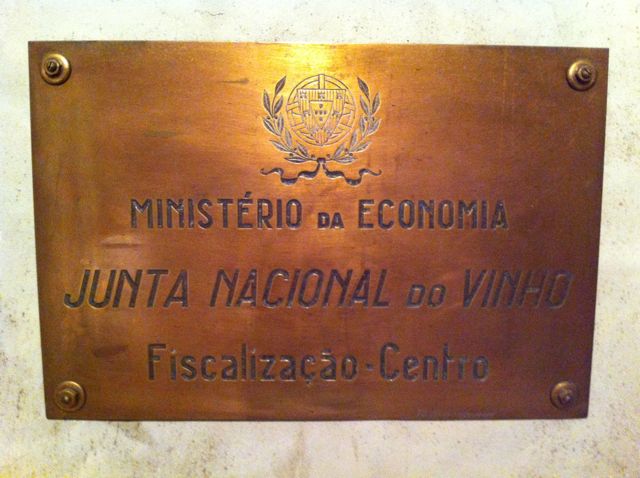 MINISTÉRIO DA ECONOMIA
JUNTA NACIONAL DO VINHO
Fiscalização-Centro